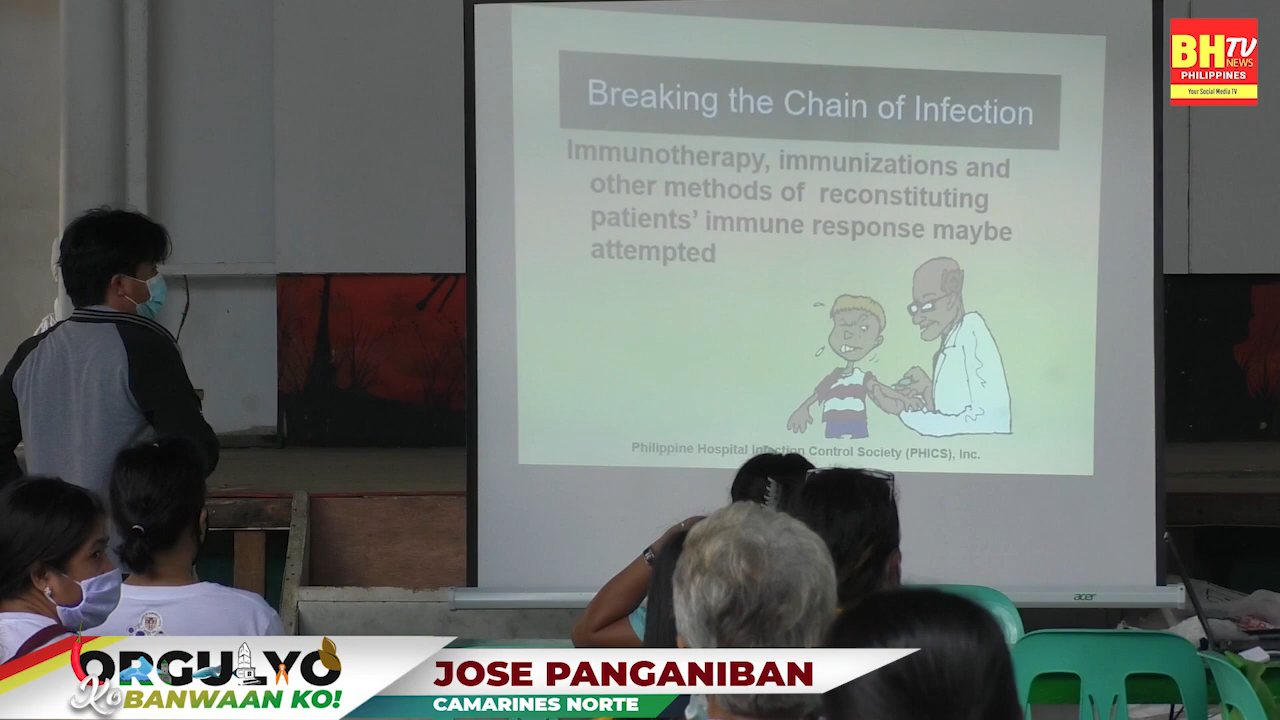 BHTV
NEWS
PHILIPPINES
Your Social Media TV
Breaking the Chain of Infection
Immunotherapy, immunizations and
other methods of reconstituting
patients' immune response maybe
attempted
Philippine Hospital Infection Control Society (PHICS), Inc.
acer
ORGULYO
Ko BANWAAN KO!
JOSE PANGANIBAN
CAMARINES NORTE